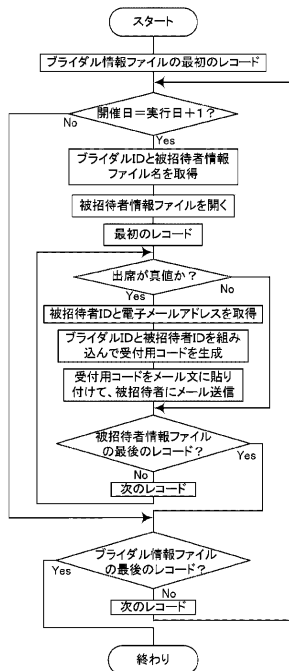 スタート
ブライダル情報ファイルの最初のレコード
開催日=実行日+1?
No
Yes
ブライダルIDと被招待者情報
ファイル名を取得
被招待者情報ファイルを開く
最初のレコード
出席が真値か?
Yes
No
被招待者IDと電子メールアドレスを取得
ブライダルIDと被招待者IDを組み
込んで受付用コードを生成
受付用コードをメール文に貼り
付けて、被招待者にメール送信
被招待者情報ファイル
の最後のレコード?
Yes
No
次のレコード
ブライダル情報ファイル
の最後のレコード?
Yes
No
次のレコード
終わり